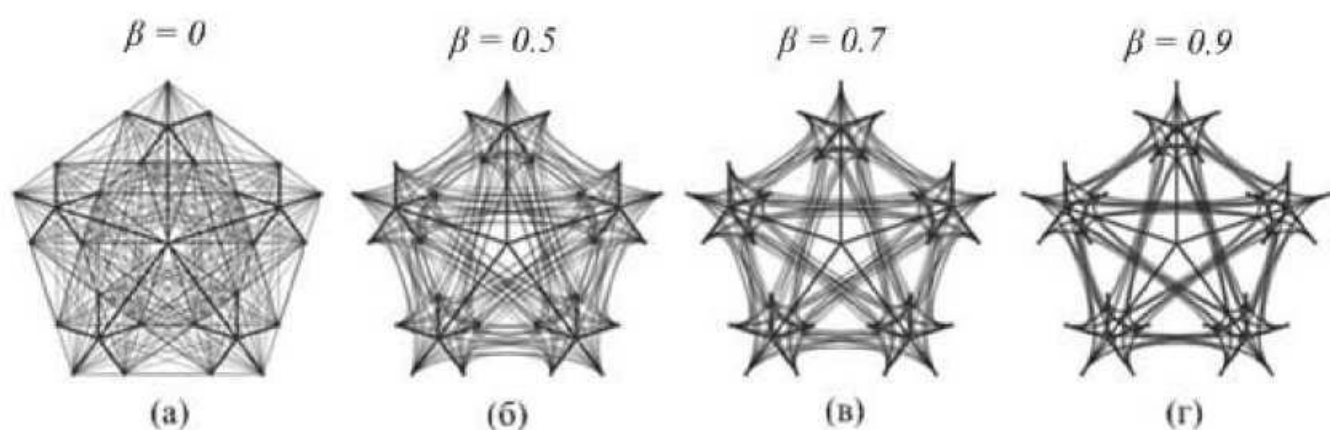 β = 0
β = 0.5
β = 0.7
β = 0.9
(а)
(б)
(в)
(г)